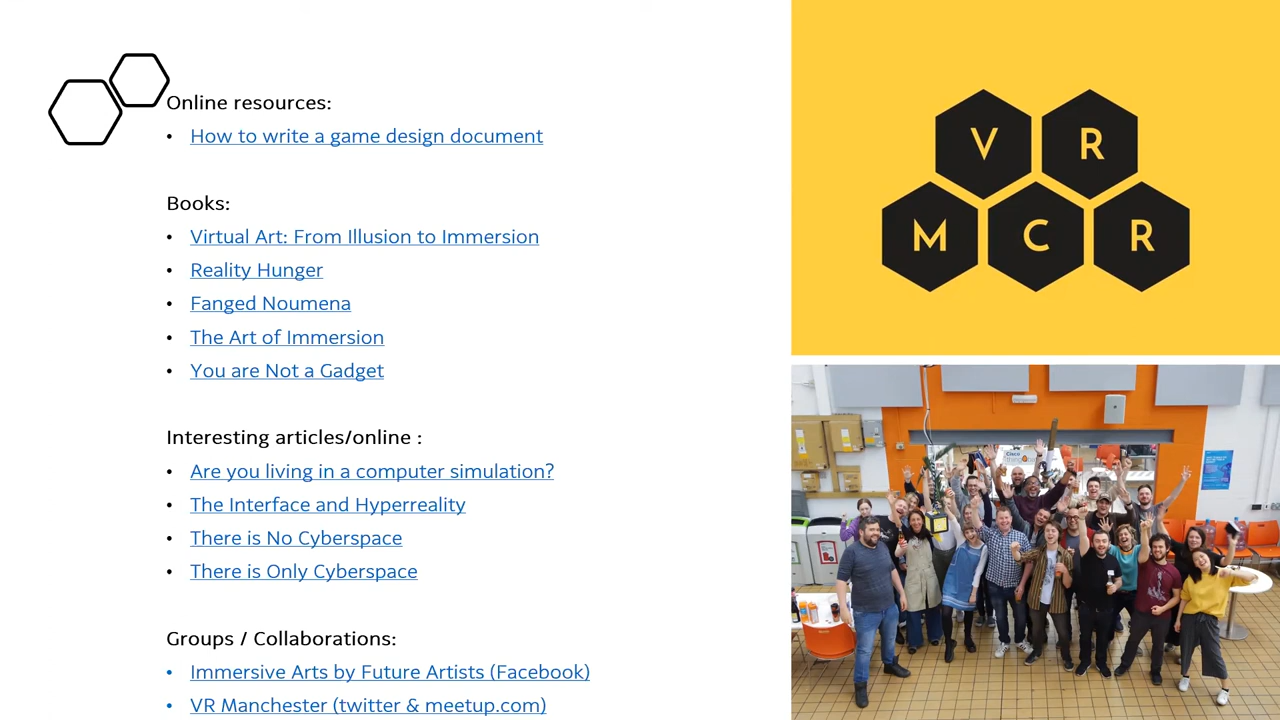 Online resources:
• How to write a game design document
Books:
• Virtual Art: From Illusion to Immersion
• Reality Hunger
• Fanged Noumena
• The Art of Immersion
• You are Not a Gadget
Interesting articles/online :
• Are you living in a computer simulation?
• The Interface and Hyperreality
• There is No Cyberspace
• There is Only Cyberspace
Groups / Collaborations:
• Immersive Arts by Future Artists (Facebook)
• VR Manchester (twitter & meetup.com)
V R
M C R
Cisco